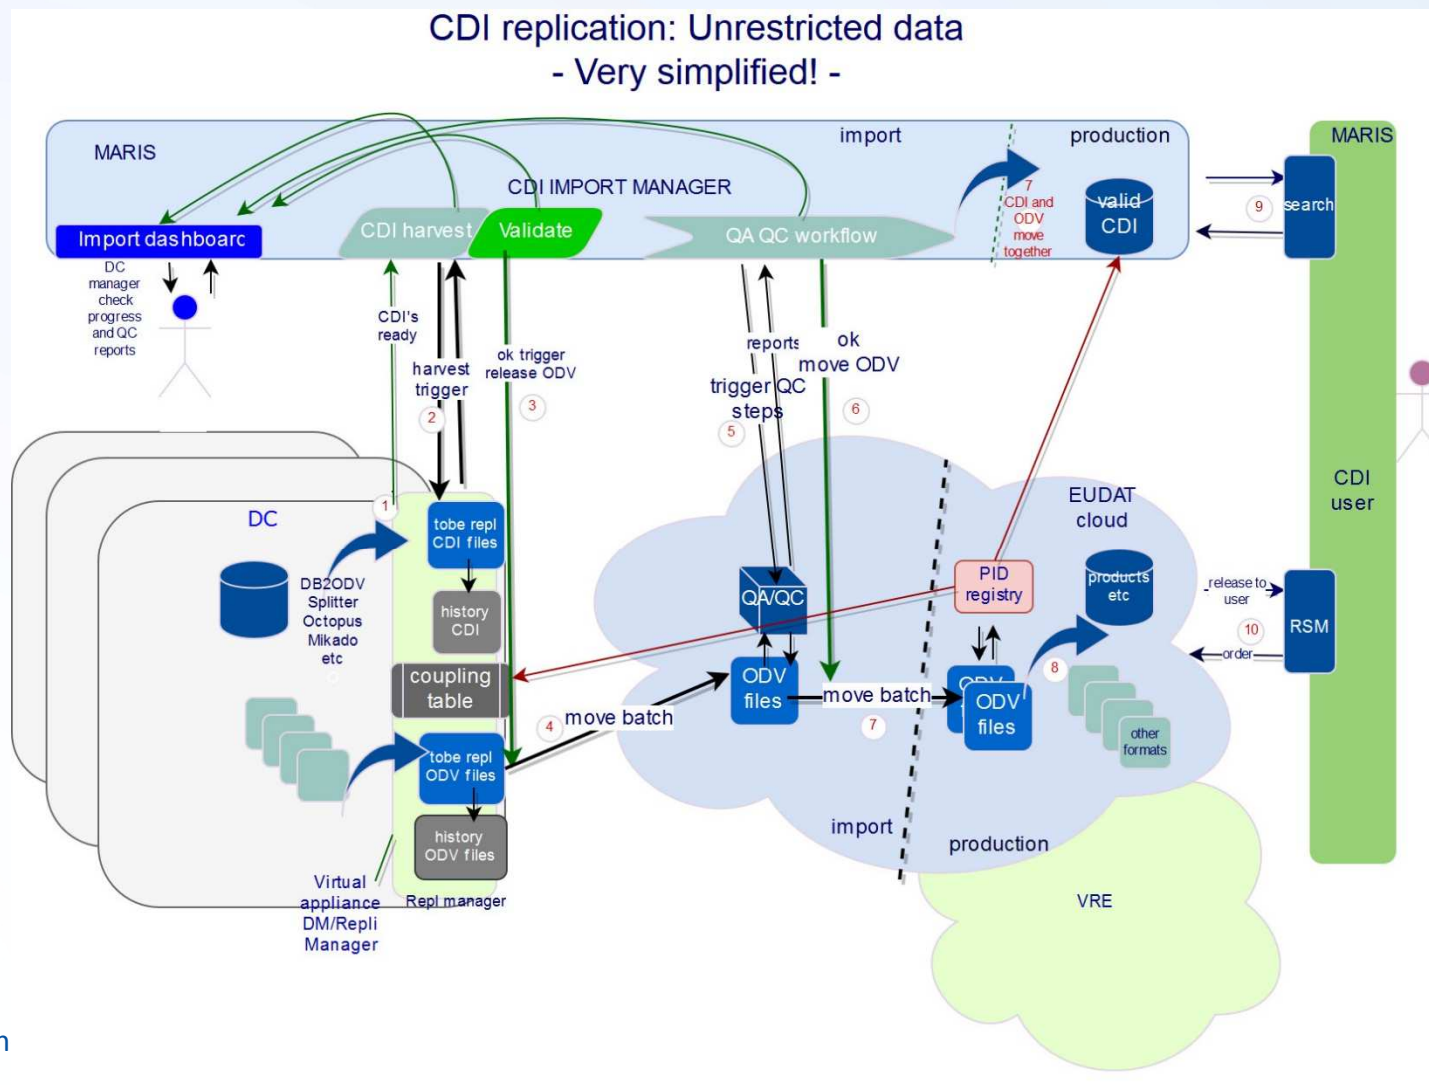 CDI replication: Unrestricted data
- Very simplified! -
MARIS
import
production
MARIS
CDI IMPORT MANAGER
Import dashboarc
CDI harvest
Validate
QA QC workflow
7
CDI and
ODV
move
together
valid
CDI
9
search
DC
manager
check
progress
and QC
reports
CDI's
ready
harvest
trigger
2
ok trigger
release ODV
3
reports
trigger QC
steps
5
ok
move ODV
6
1
DC
DB2ODV
Splitter
Octopus
Mikado
etc
tobe repl
CDI files
history
CDI
coupling
table
tobe repl
ODV files
history
ODV files
Repl manager
Virtual
appliance
DM/Repli
Manager
4
move batch
QA/QC
ODV
files
move batch
7
import
EUDAT
cloud
PID
registry
products
etc
ODV
ODV
files
8
other
formats
production
VRE
CDI
user
release to
user
10
order
RSM
n